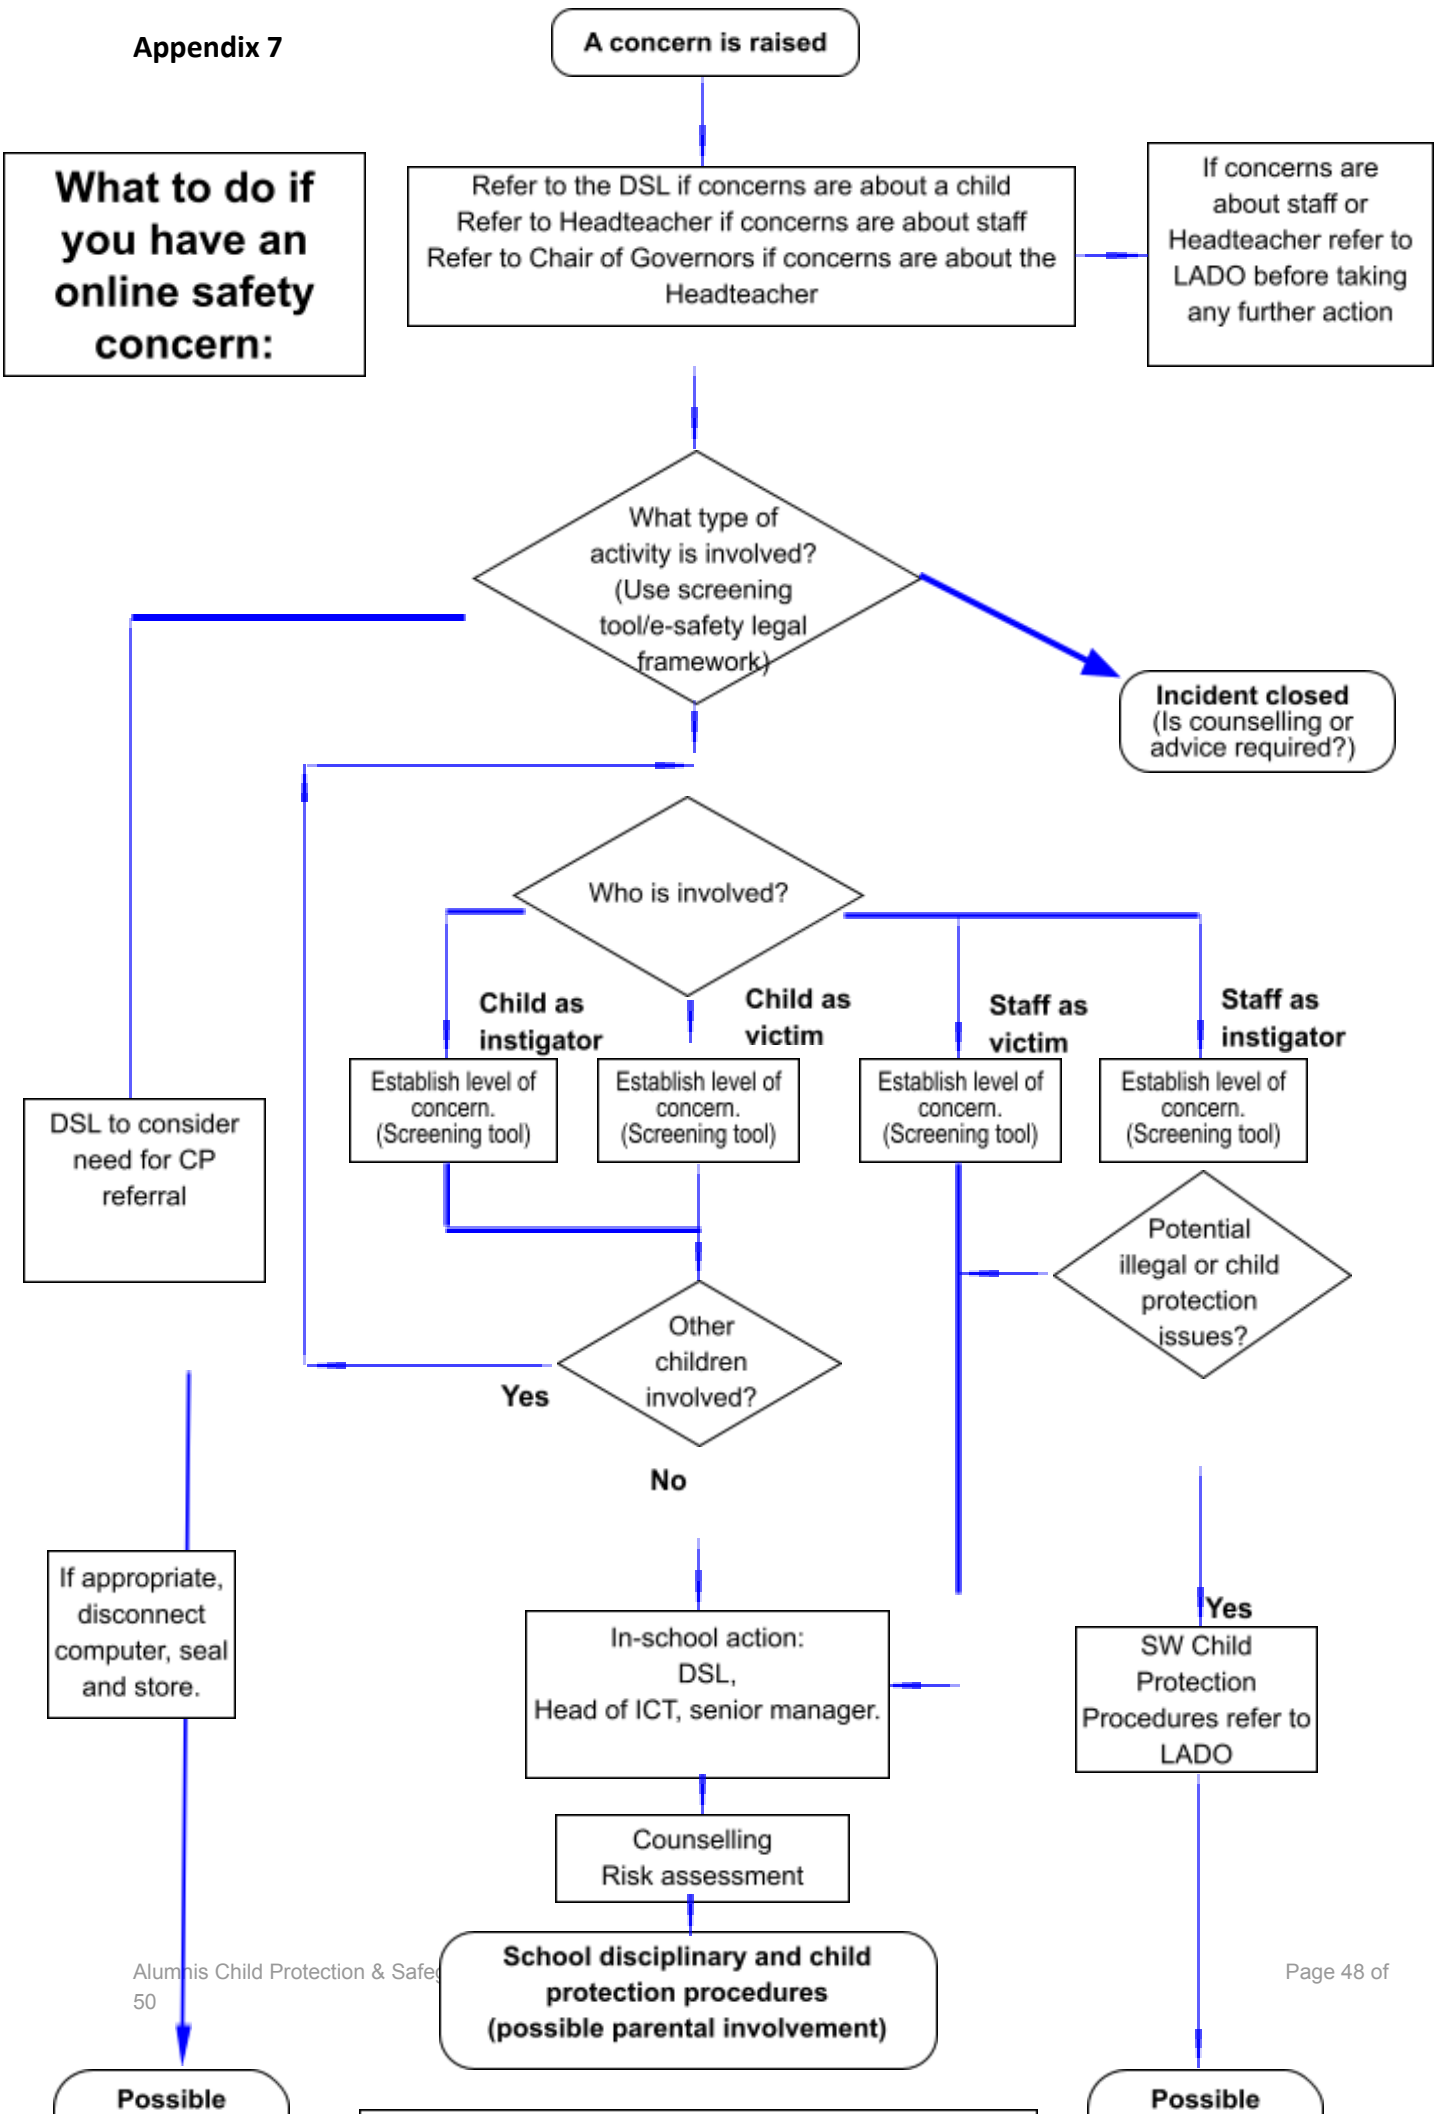 Appendix 7
A concern is raised
What to do if
you have an
online safety
concern:
Refer to the DSL if concerns are about a child
Refer to Headteacher if concerns are about staff
Refer to Chair of Governors if concerns are about the
Headteacher
If concerns are
about staff or
Headteacher refer to
LADO before taking
any further action
What type of
activity is involved?
(Use screening
tool/e-safety legal
framework)
Incident closed
(Is counselling or
advice required?)
Who is involved?
Child as
instigator
Child as
victim
Staff as
victim
Staff as
instigator
Establish level of
concern.
(Screening tool)
Establish level of
concern.
(Screening tool)
Establish level of
concern.
(Screening tool)
Establish level of
concern.
(Screening tool)
DSL to consider
need for CP
referral
Potential
illegal or child
protection
issues?
Other
children
involved?
Yes
No
If appropriate,
disconnect
computer, seal
and store.
In-school action:
DSL,
Head of ICT, senior manager.
Yes
SW Child
Protection
Procedures refer to
LADO
Counselling
Risk assessment
School disciplinary and child
protection procedures
(possible parental involvement)
Alumnis Child Protection &
Page 48 of
50
Possible
Possible